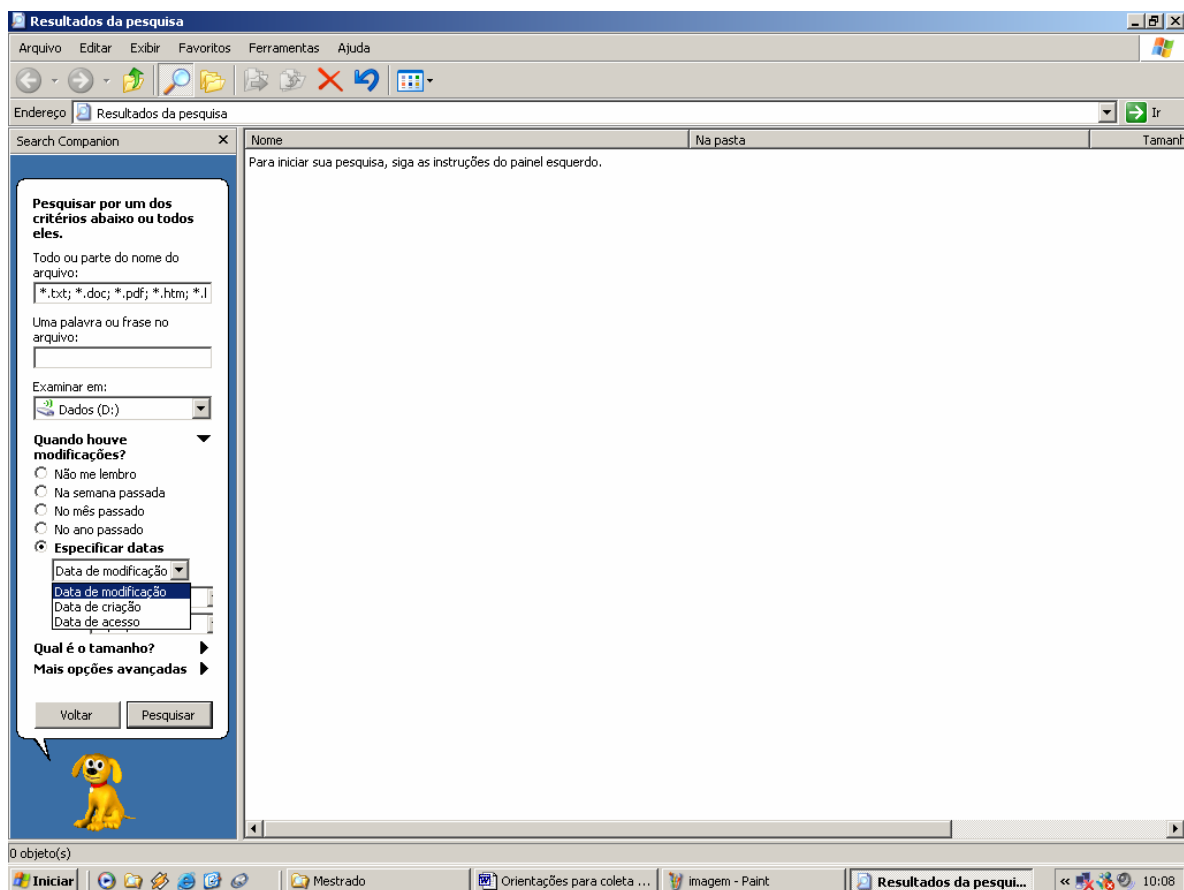 Resultados da pesquisa
Arquivo Editar Exibir Favoritos Ferramentas Ajuda
Endereço Resultados da pesquisa Ir
Search Companion
Nome Na pasta Tamanh
Para iniciar sua pesquisa, siga as instruções do painel esquerdo.
Pesquisar por um dos
critérios abaixo ou todos
eles.
Todo ou parte do nome do
arquivo:
*.txt; *.doc; *.pdf; *.htm; *.l
Uma palavra ou frase no
arquivo:
Examinar em:
Dados (D:)
Quando houve
modificações?
Não me lembro
Na semana passada
No mês passado
No ano passado
Especificar datas
Data de modificação
Data de modificação
Data de criação
Data de acesso
Qual é o tamanho?
Mais opções avançadas
Voltar Pesquisar
0 objeto(s)
Iniciar Mestrado Orientações para coleta ... imagem - Paint Resultados da pesqui... « 10:08